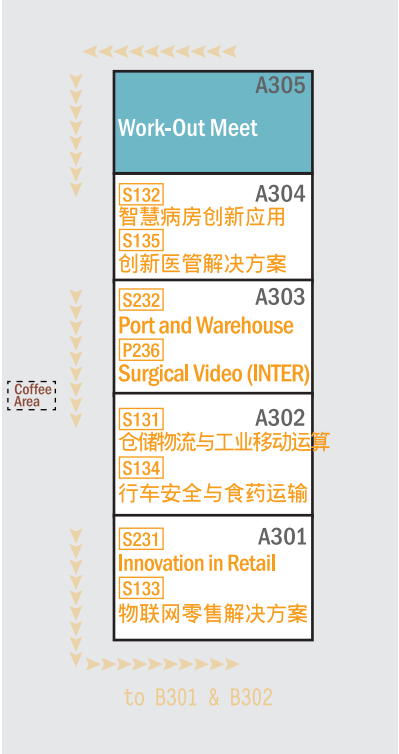 A305
Work-Out Meet
S132 A304
智慧病房创新应用
S135
创新医管解决方案
S232 A303
Port and Warehouse
P236
Surgical Video (INTER)
Coffee
Area
S131 A302
仓储物流与工业移动运算
S134
行车安全与食药运输
S231 A301
Innovation in Retail
S133
物联网零售解决方案
to B301 & B302